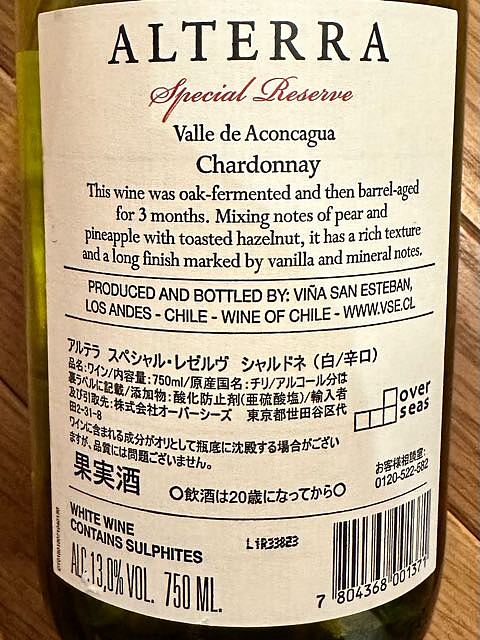 ALTERRA
Special Reserve
Valle de Aconcagua
Chardonnay
This wine was oak-fermented and then barrel-aged
for 3 months. Mixing notes of pear and
pineapple with toasted hazelnut, it has a rich texture
and a long finish marked by vanilla and mineral notes.
PRODUCED AND BOTTLED BY: VIÑA SAN ESTEBAN,
LOS ANDES - CHILE - WINE OF CHILE - WWW.VSE.CL
アルテラ スペシャル・レゼルヴ シャルドネ（白/辛口）
品名:ワイン/内容量:750ml/原産国名:チリ/アルコール分は
裏ラベルに記載/添加物:酸化防止剤(亜硫酸塩)/輸入者
及び引取先:株式会社オーバーシーズ 東京都世田谷区代
田2-31-8
over
seas
ワインに含まれる成分がオリとして瓶底に沈殿する場合がござい
ますが、品質には問題ございません。
お客様相談室:
0120-522-582
果実酒
○飲酒は20歳になってから○
WHITE WINE
CONTAINS SULPHITES
LiR33823
ALC.13,0% VOL. 750 ML.
7 804368 001371